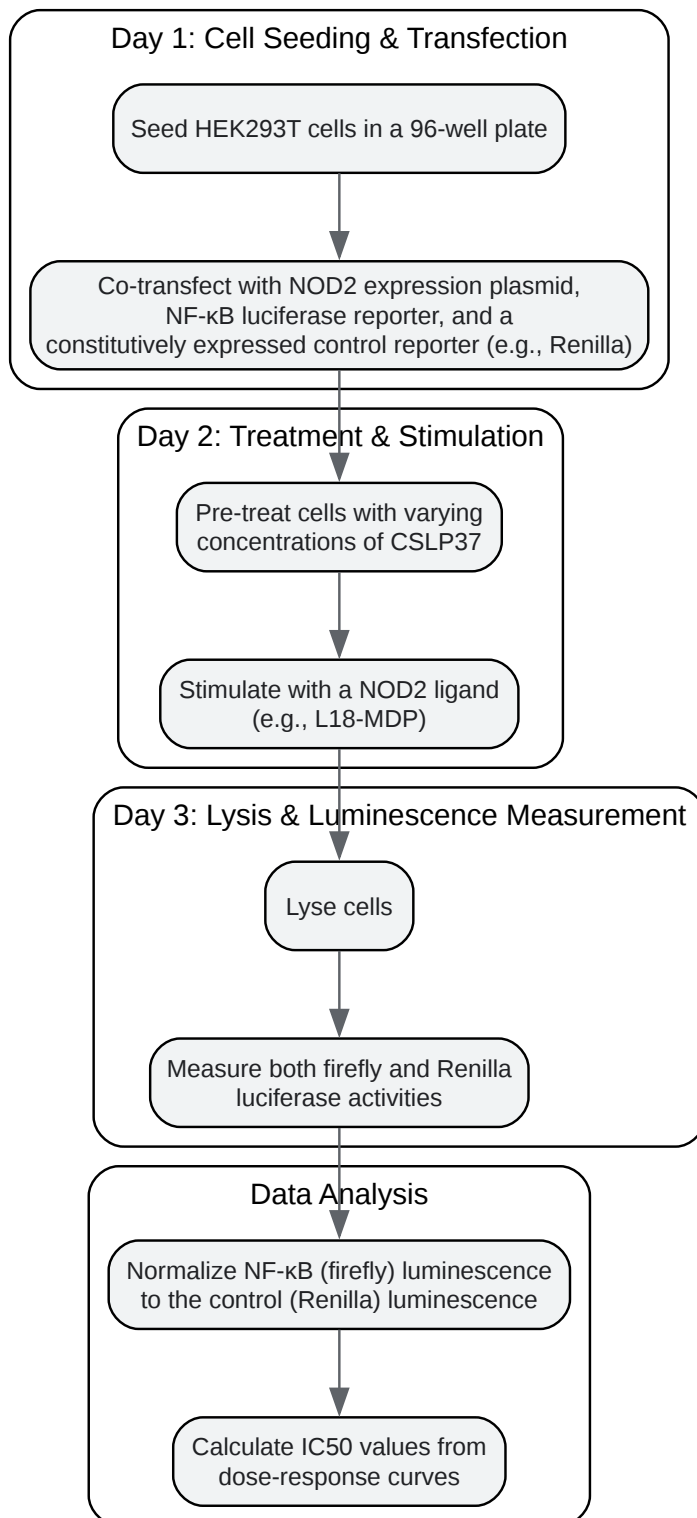 Day 1: Cell Seeding & Transfection
Seed HEK293T cells in a 96-well plate
Co-transfect with NOD2 expression plasmid,
NF-κB luciferase reporter, and a
constitutively expressed control reporter (e.g., Renilla)
Day 2: Treatment & Stimulation
Pre-treat cells with varying
concentrations of CSLP37
Stimulate with a NOD2 ligand
(e.g., L18-MDP)
Day 3: Lysis & Luminescence Measurement
Lyse cells
Measure both firefly and Renilla
luciferase activities
Data Analysis
Normalize NF-κB (firefly) luminescence
to the control (Renilla) luminescence
Calculate IC50 values from
dose-response curves